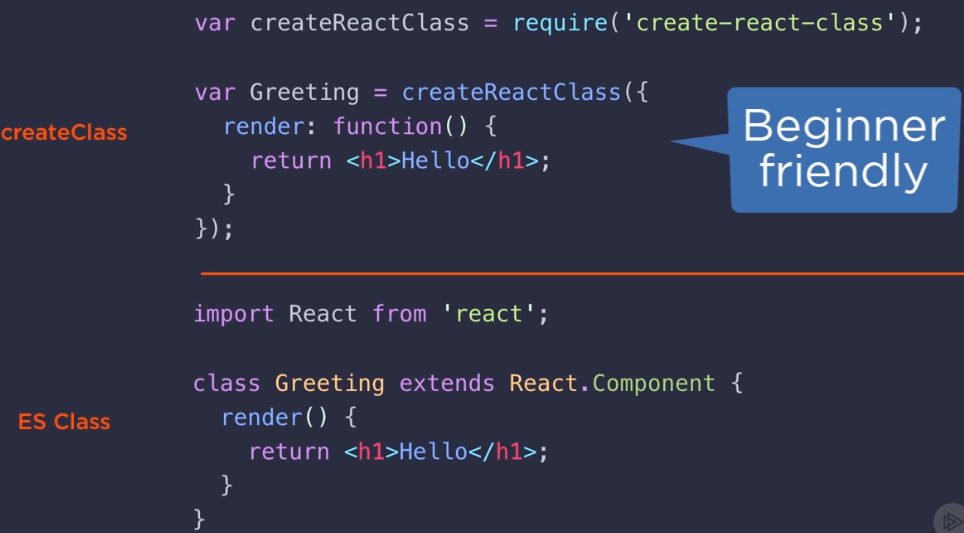 var createReactClass = require('create-react-class');
var Greeting = createReactClass({
createClass
render: function() {
return <h1>Hello</h1>;
}
});
Beginner
friendly
import React from 'react';
class Greeting extends React.Component {
ES Class
render() {
return <h1>Hello</h1>;
}
}